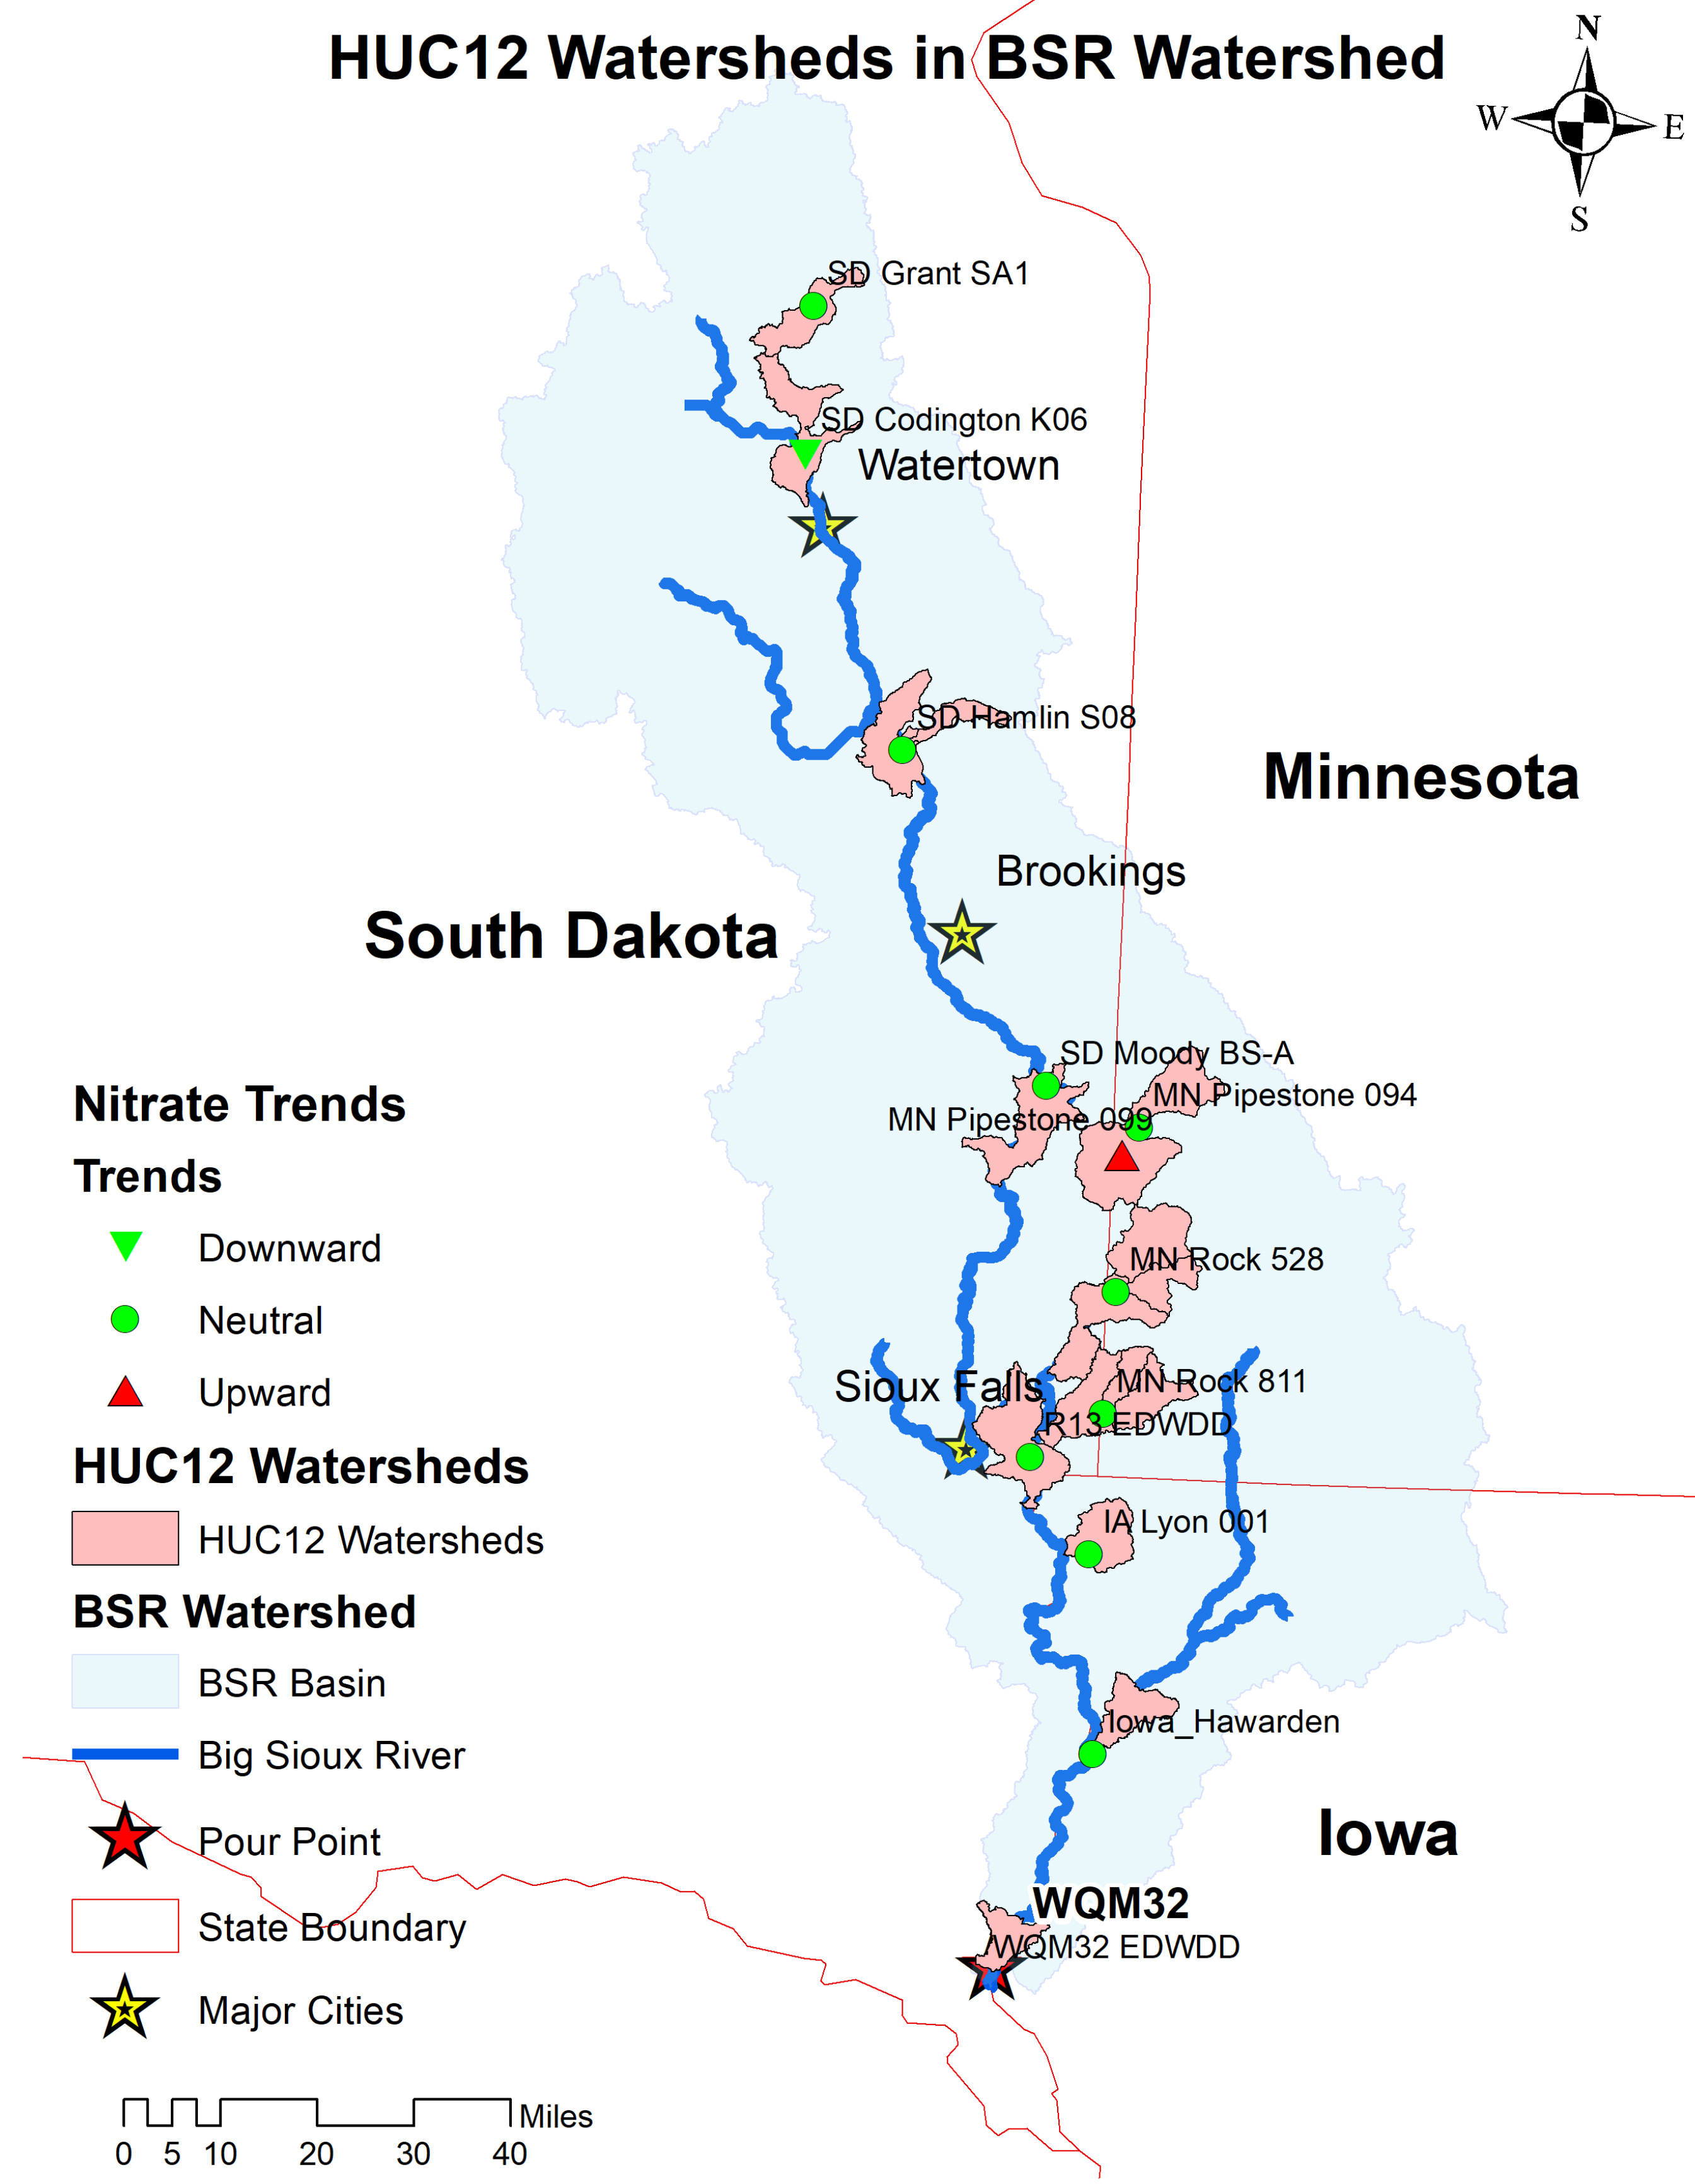 HUC12 Watersheds in BSR Watershed
N
W
E
S
SD Grant SA1
SD Codington K06
Watertown
SD Hamlin S08
Minnesota
Brookings
South Dakota
SD Moody BS-A
MN Pipestone 094
MN Pipestone 099
MN Rock 528
MN Rock 811
Sioux Falls
R13 EDWDD
IA Lyon 001
Iowa_Hawarden
Iowa
WQM32
WQM32 EDWDD
Nitrate Trends
Trends
Downward
Neutral
Upward
HUC12 Watersheds
HUC12 Watersheds
BSR Watershed
BSR Basin
Big Sioux River
Pour Point
State Boundary
Major Cities
Miles
0 5 10 20 30 40